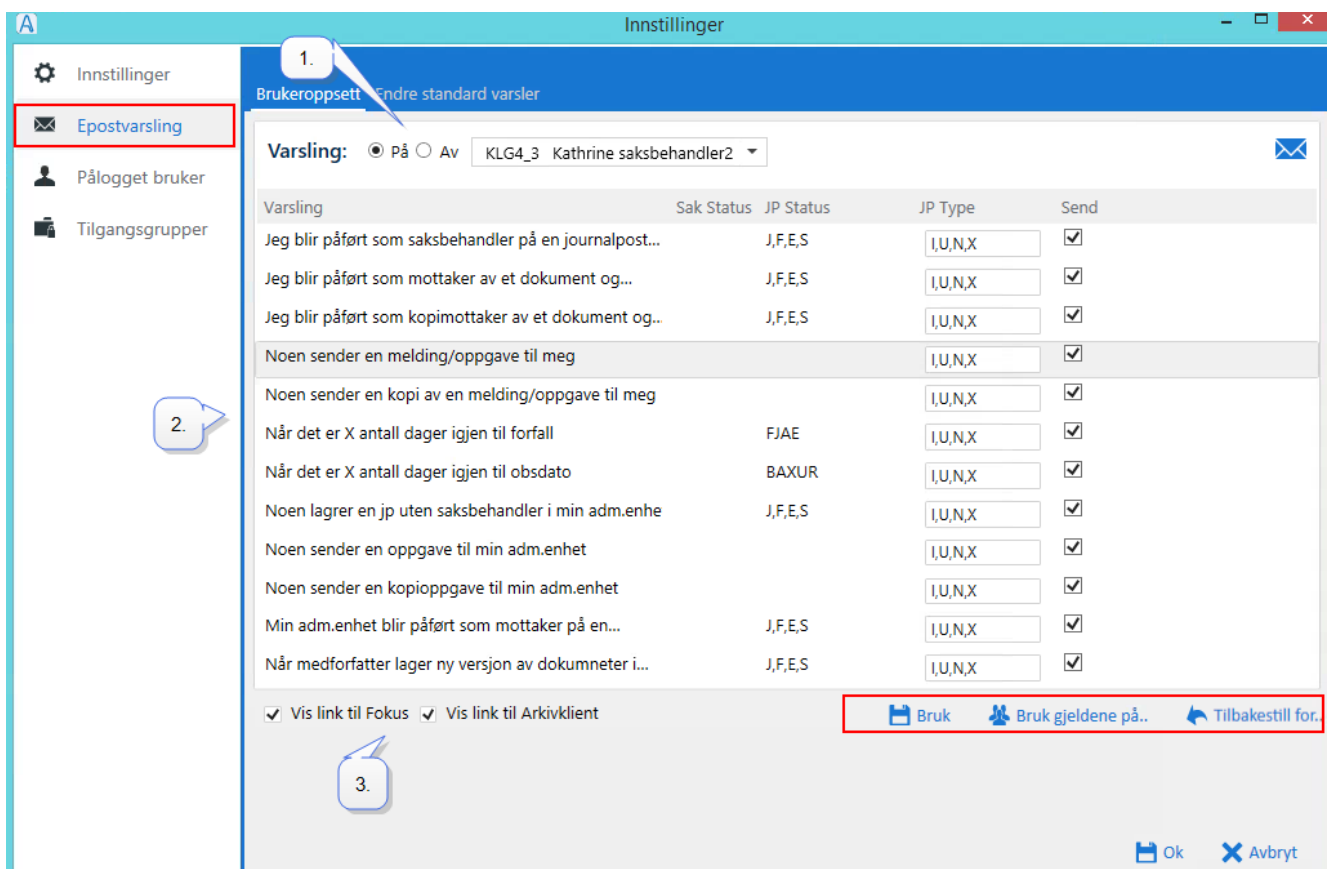 A
Innstillinger
Innstillinger
Epostvarsling
Pålogget bruker
Tilgangsgrupper
1.
Brukeroppsett Endre standard varsler
Varsling: På Av KLG4_3 Kathrine saksbehandler2
Varsling Sak Status JP Status JP Type Send
Jeg blir påført som saksbehandler på en journalpost... J,F,E,S I,U,N,X
Jeg blir påført som mottaker av et dokument og... J,F,E,S I,U,N,X
Jeg blir påført som kopimottaker av et dokument og.. J,F,E,S I,U,N,X
Noen sender en melding/oppgave til meg I,U,N,X
Noen sender en kopi av en melding/oppgave til meg I,U,N,X
2.
Når det er X antall dager igjen til forfall FJAE I,U,N,X
Når det er X antall dager igjen til obsdato BAXUR I,U,N,X
Noen lagrer en jp uten saksbehandler i min adm.enhe J,F,E,S I,U,N,X
Noen sender en oppgave til min adm.enhet I,U,N,X
Noen sender en kopioppgave til min adm.enhet I,U,N,X
Min adm.enhet blir påført som mottaker på en... J,F,E,S I,U,N,X
Når medforfatter lager ny versjon av dokumneter i... J,F,E,S I,U,N,X
Vis link til Fokus Vis link til Arkivklient
Bruk Bruk gjeldene på.. Tilbakestill for..
3.
Ok Avbryt